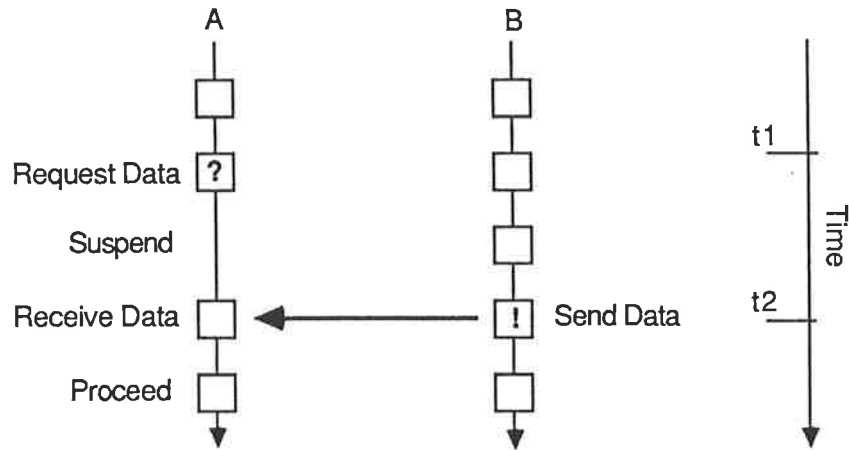 A
B
t1
Request Data
?
Suspend
Time
Receive Data
!
Send Data
t2
Proceed